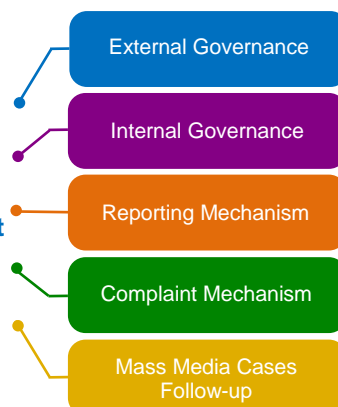 External Governance
Internal Governance
Reporting Mechanism
t
Complaint Mechanism
Mass Media Cases
Follow-up